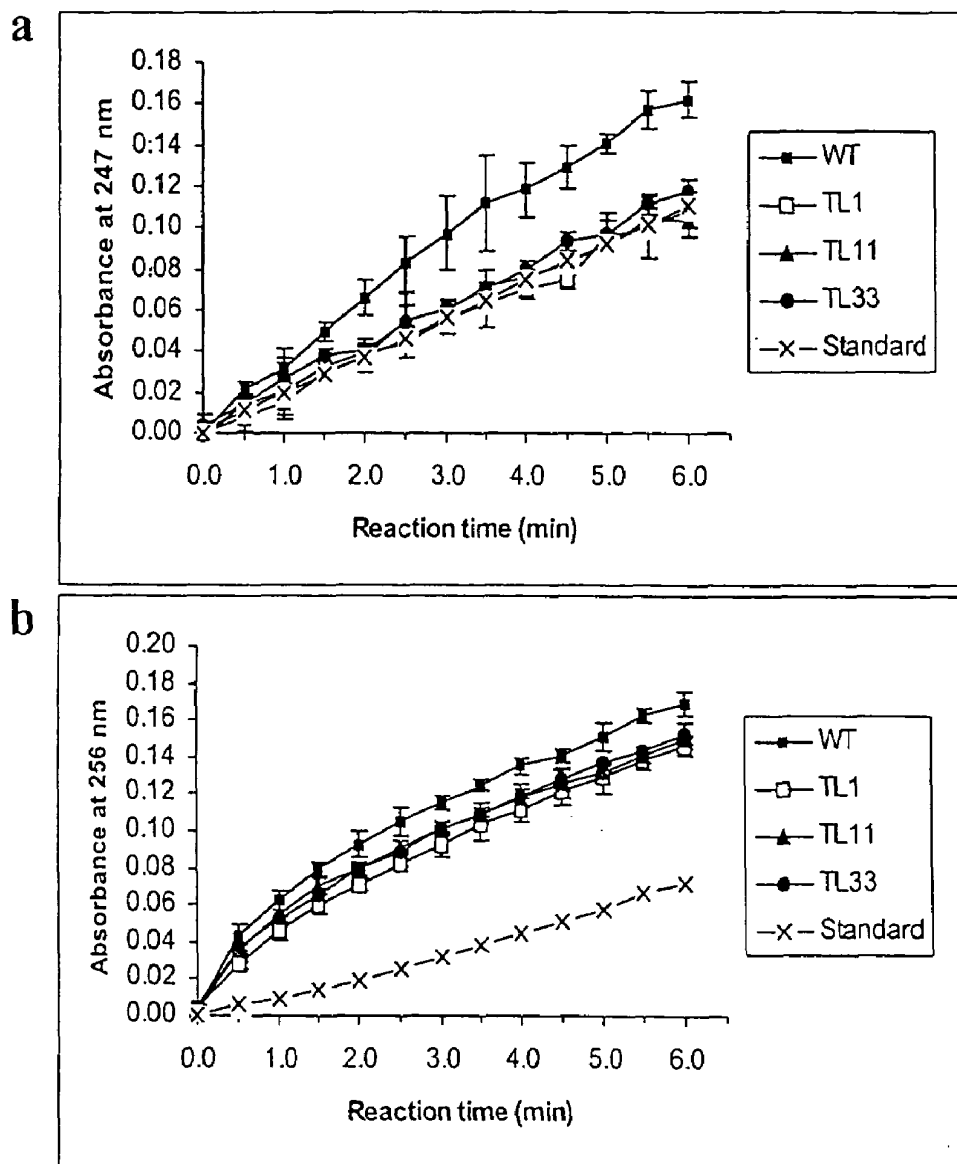 a
Absorbance at 247 nm
0.18
0.16
0.14
0.12
0.10
0.08
0.06
0.04
0.02
0.00
0.0 1.0 2.0 3.0 4.0 5.0 6.0
Reaction time (min)
WT
TL1
TL11
TL33
Standard
b
Absorbance at 256 nm
0.20
0.18
0.16
0.14
0.12
0.10
0.08
0.06
0.04
0.02
0.00
0.0 1.0 2.0 3.0 4.0 5.0 6.0
Reaction time (min)
WT
TL1
TL11
TL33
Standard